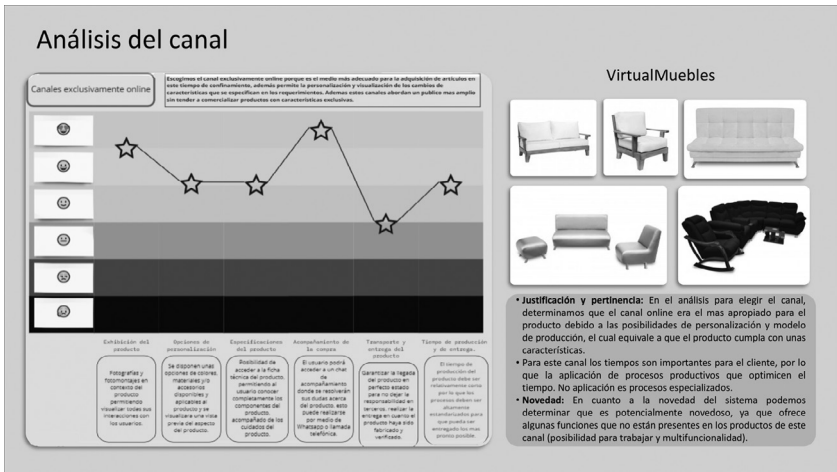 Análisis del canal
Canales exclusivamente online
Escogimos el canal exclusivamente online porque es el medio más adecuado para la adquisición de artículos en
este tiempo de confinamiento, además permite la personalización y visualización de los cambios de
características que se especifican en los requerimientos. Ademas estos canales abordan un publico mas amplio
sin tender a comercializar productos con características exclusivas.
Exhibición del
producto
Opciones de
personalización
Especificaciones
del producto
Acompañamiento de
la compra
Transporte y
entrega del
producto
Tiempo de producción
y de entrega.
Fotografías y
fotomontajes en
contexto del
producto
permitiendo
visualizar todas sus
interacciones con
los usuarios.
Se disponen unas
opciones de colores,
materiales y/o
accesorios
disponibles y
aplicables al
producto y se
visualizara una vista
previa del aspecto
del producto.
Posibilidad de
acceder a la ficha
técnica del producto,
permitiendo al
usuario conocer
completamente los
componentes del
producto,
acompañado de los
cuidados del
producto.
El usuario podrá
acceder a un chat
de
acompañamiento
donde se resolverán
sus dudas acerca
del producto, esto
puede realizarse
por medio de
Whatsapp o llamada
telefónica.
Garantizar la llegada
del producto en
perfecto estado
para no dejar la
responsabilidad en
terceros, realizar la
entrega en cuanto el
producto haya sido
fabricado y
verificado.
El tiempo de
producción del
producto debe ser
relativamente corto
por lo que los
procesos deben ser
altamente
estandarizados para
que pueda ser
entregado los mas
pronto posible.
VirtualMuebles
• Justificación y pertinencia: En el análisis para elegir el canal,
determinamos que el canal online era el mas apropiado para el
producto debido a las posibilidades de personalización y modelo
de producción, el cual equivale a que el producto cumpla con unas
características.
• Para este canal los tiempos son importantes para el cliente, por lo
que la aplicación de procesos productivos que optimicen el
tiempo. No aplicación es procesos especializados.
• Novedad: En cuanto a la novedad del sistema podemos
determinar que es potencialmente novedoso, ya que ofrece
algunas funciones que no están presentes en los productos de este
canal (posibilidad para trabajar y multifuncionalidad).